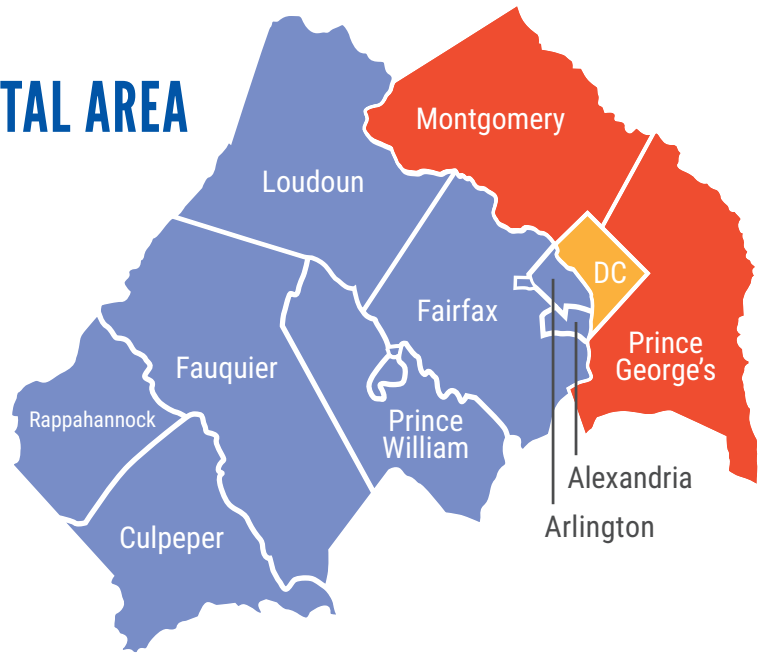 TAL AREA
Montgomery
Loudoun
DC
Fairfax
Prince
George's
Fauquier
Rappahannock
Prince
William
Alexandria
Arlington
Culpeper